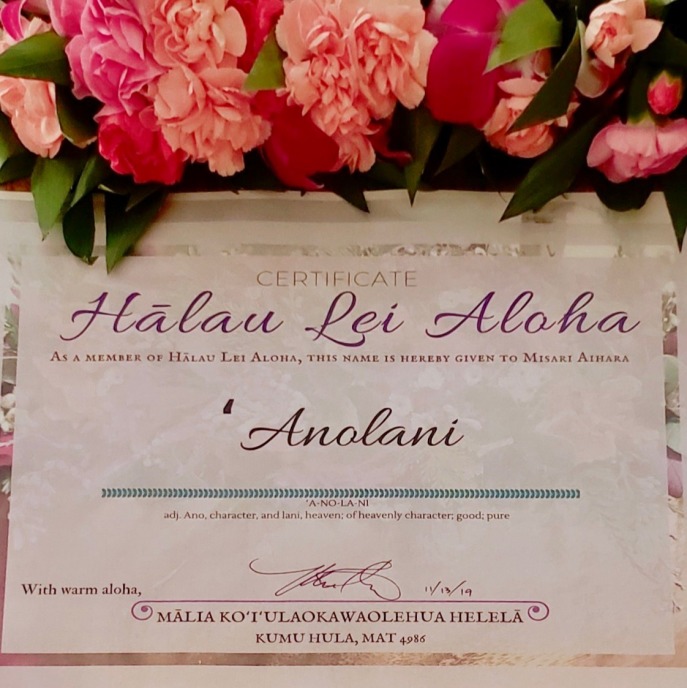 CERTIFICATE
Hālau Lei Aloha
As a member of Hālau Lei Aloha, this name is hereby given to Misari Aihara
ʻAnolani
'A-NO-LA-NI
adj. Ano, character, and lani, heaven; of heavenly character; good; pure
With warm aloha,
11/13/19
MĀLIA KOʻIʻULAOKAWAOLEHUA HELELĀ
KUMU HULA, MAT 4986